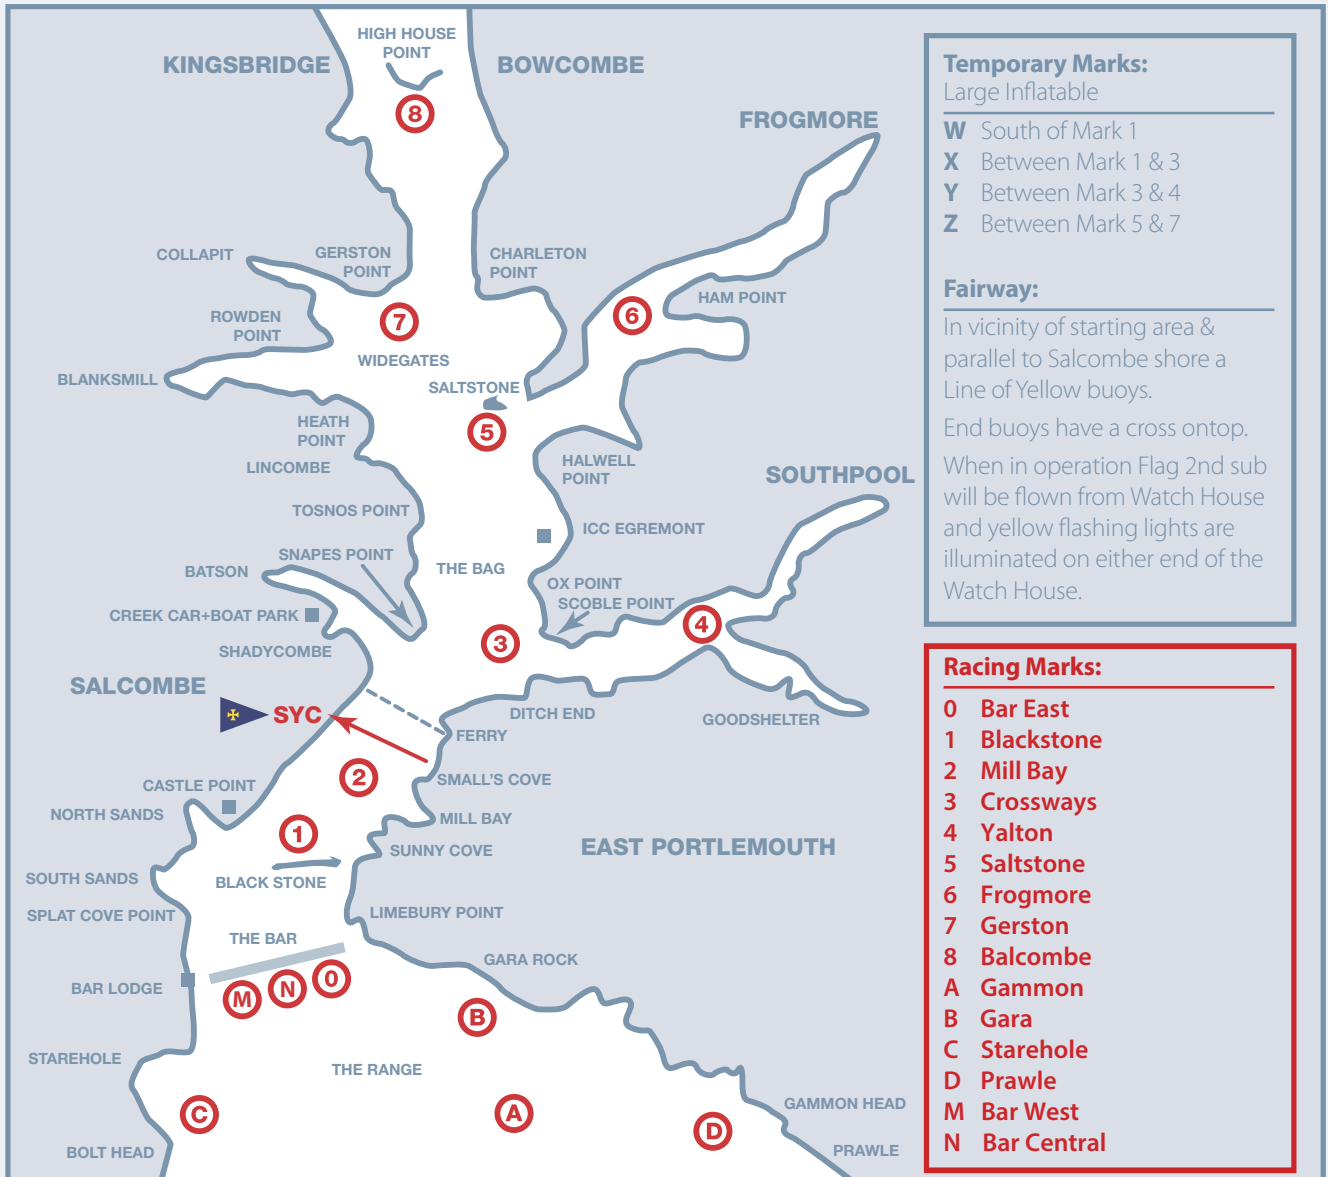 HIGH HOUSE
POINT
KINGSBRIDGE
BOWCOMBE
8
FROGMORE
COLLAPIT
GERSTON
POINT
CHARLETON
POINT
HAM POINT
ROWDEN
POINT
7
6
WIDEGATES
BLANKSMILL
SALTSTONE
HEATH
POINT
5
LINCOMBE
HALWELL
POINT
SOUTHPOOL
TOSNOS POINT
ICC EGREMONT
SNAPES POINT
BATSON
THE BAG
OX POINT
SCOBLE POINT
CREEK CAR+BOAT PARK
4
SHADYCOMBE
3
SALCOMBE
SYC
DITCH END
GOODSHELTER
FERRY
2
SMALL'S COVE
CASTLE POINT
NORTH SANDS
MILL BAY
1
SUNNY COVE
EAST PORTLEMOUTH
SOUTH SANDS
BLACK STONE
SPLAT COVE POINT
LIMEBURY POINT
THE BAR
GARA ROCK
BAR LODGE
M
N
0
B
STAREHOLE
THE RANGE
C
A
D
GAMMON HEAD
BOLT HEAD
PRAWLE
Temporary Marks:
Large Inflatable
W South of Mark 1
X Between Mark 1 & 3
Y Between Mark 3 & 4
Z Between Mark 5 & 7
Fairway:
In vicinity of starting area &
parallel to Salcombe shore a
Line of Yellow buoys.
End buoys have a cross ontop.
When in operation Flag 2nd sub
will be flown from Watch House
and yellow flashing lights are
illuminated on either end of the
Watch House.
Racing Marks:
0 Bar East
1 Blackstone
2 Mill Bay
3 Crossways
4 Yalton
5 Saltstone
6 Frogmore
7 Gerston
8 Balcombe
A Gammon
B Gara
C Starehole
D Prawle
M Bar West
N Bar Central